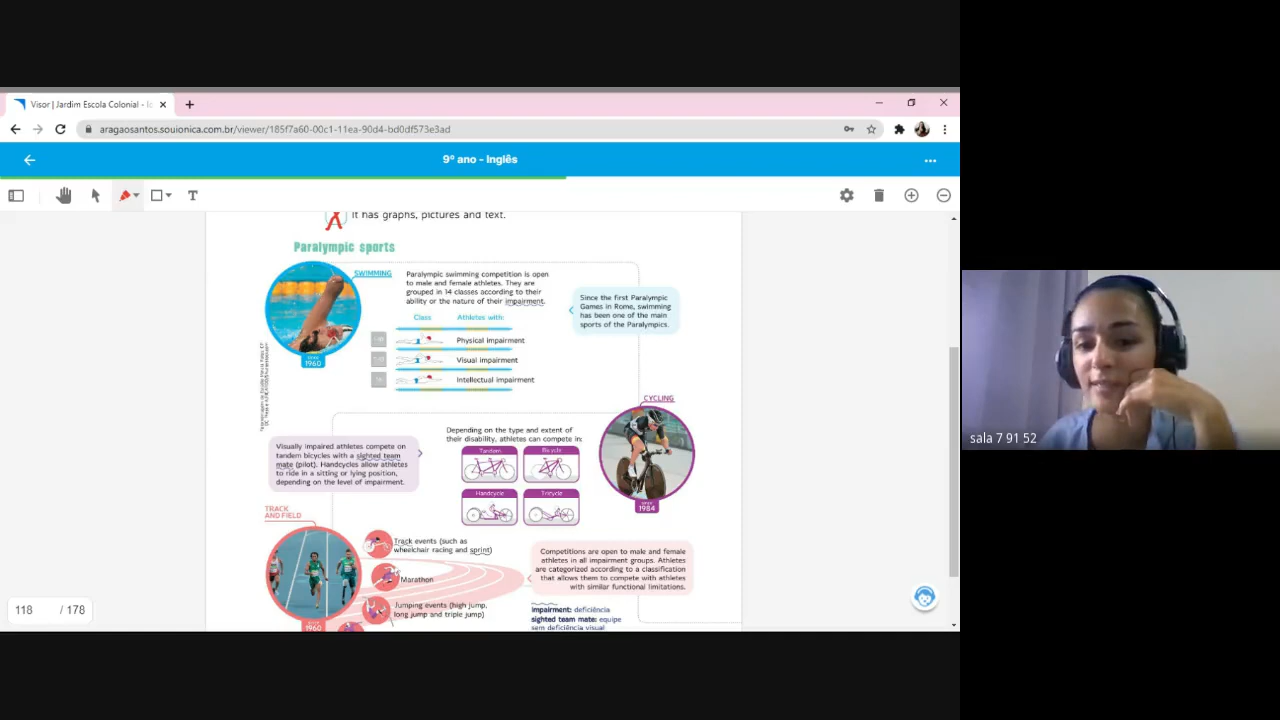 Visor | Jardim Escola Colonial - Io
aragaosantos.souionica.com.br/viewer/185f7a60-00c1-11ea-90d4-bd0df573e3ad
9º ano - Inglês
T
A
It has graphs, pictures and text.
Paralympic sports
SWIMMING
since
1960
Paralympic swimming competition is open
to male and female athletes. They are
grouped in 14 classes according to their
ability or the nature of their impairment.
Class Athletes with:
Physical impairment
Visual impairment
Intellectual impairment
Since the first Paralympic
Games in Rome, swimming
has been one of the main
sports of the Paralympics.
CYCLING
since
1984
Depending on the type and extent of
their disability, athletes can compete in:
Tandem
Bicycle
Handcycle
Tricycle
Visually impaired athletes compete on
tandem bicycles with a sighted team
mate (pilot). Handcycles allow athletes
to ride in a sitting or lying position,
depending on the level of impairment.
TRACK
AND FIELD
since
1960
Track events (such as
wheelchair racing and sprint)
Marathon
Jumping events (high jump,
long jump and triple jump)
Competitions are open to male and female
athletes in all impairment groups. Athletes
are categorized according to a classification
that allows them to compete with athletes
with similar functional limitations.
impairment: deficiência
sighted team mate: equipe
sem deficiência visual
118 / 178
sala 7 91 52